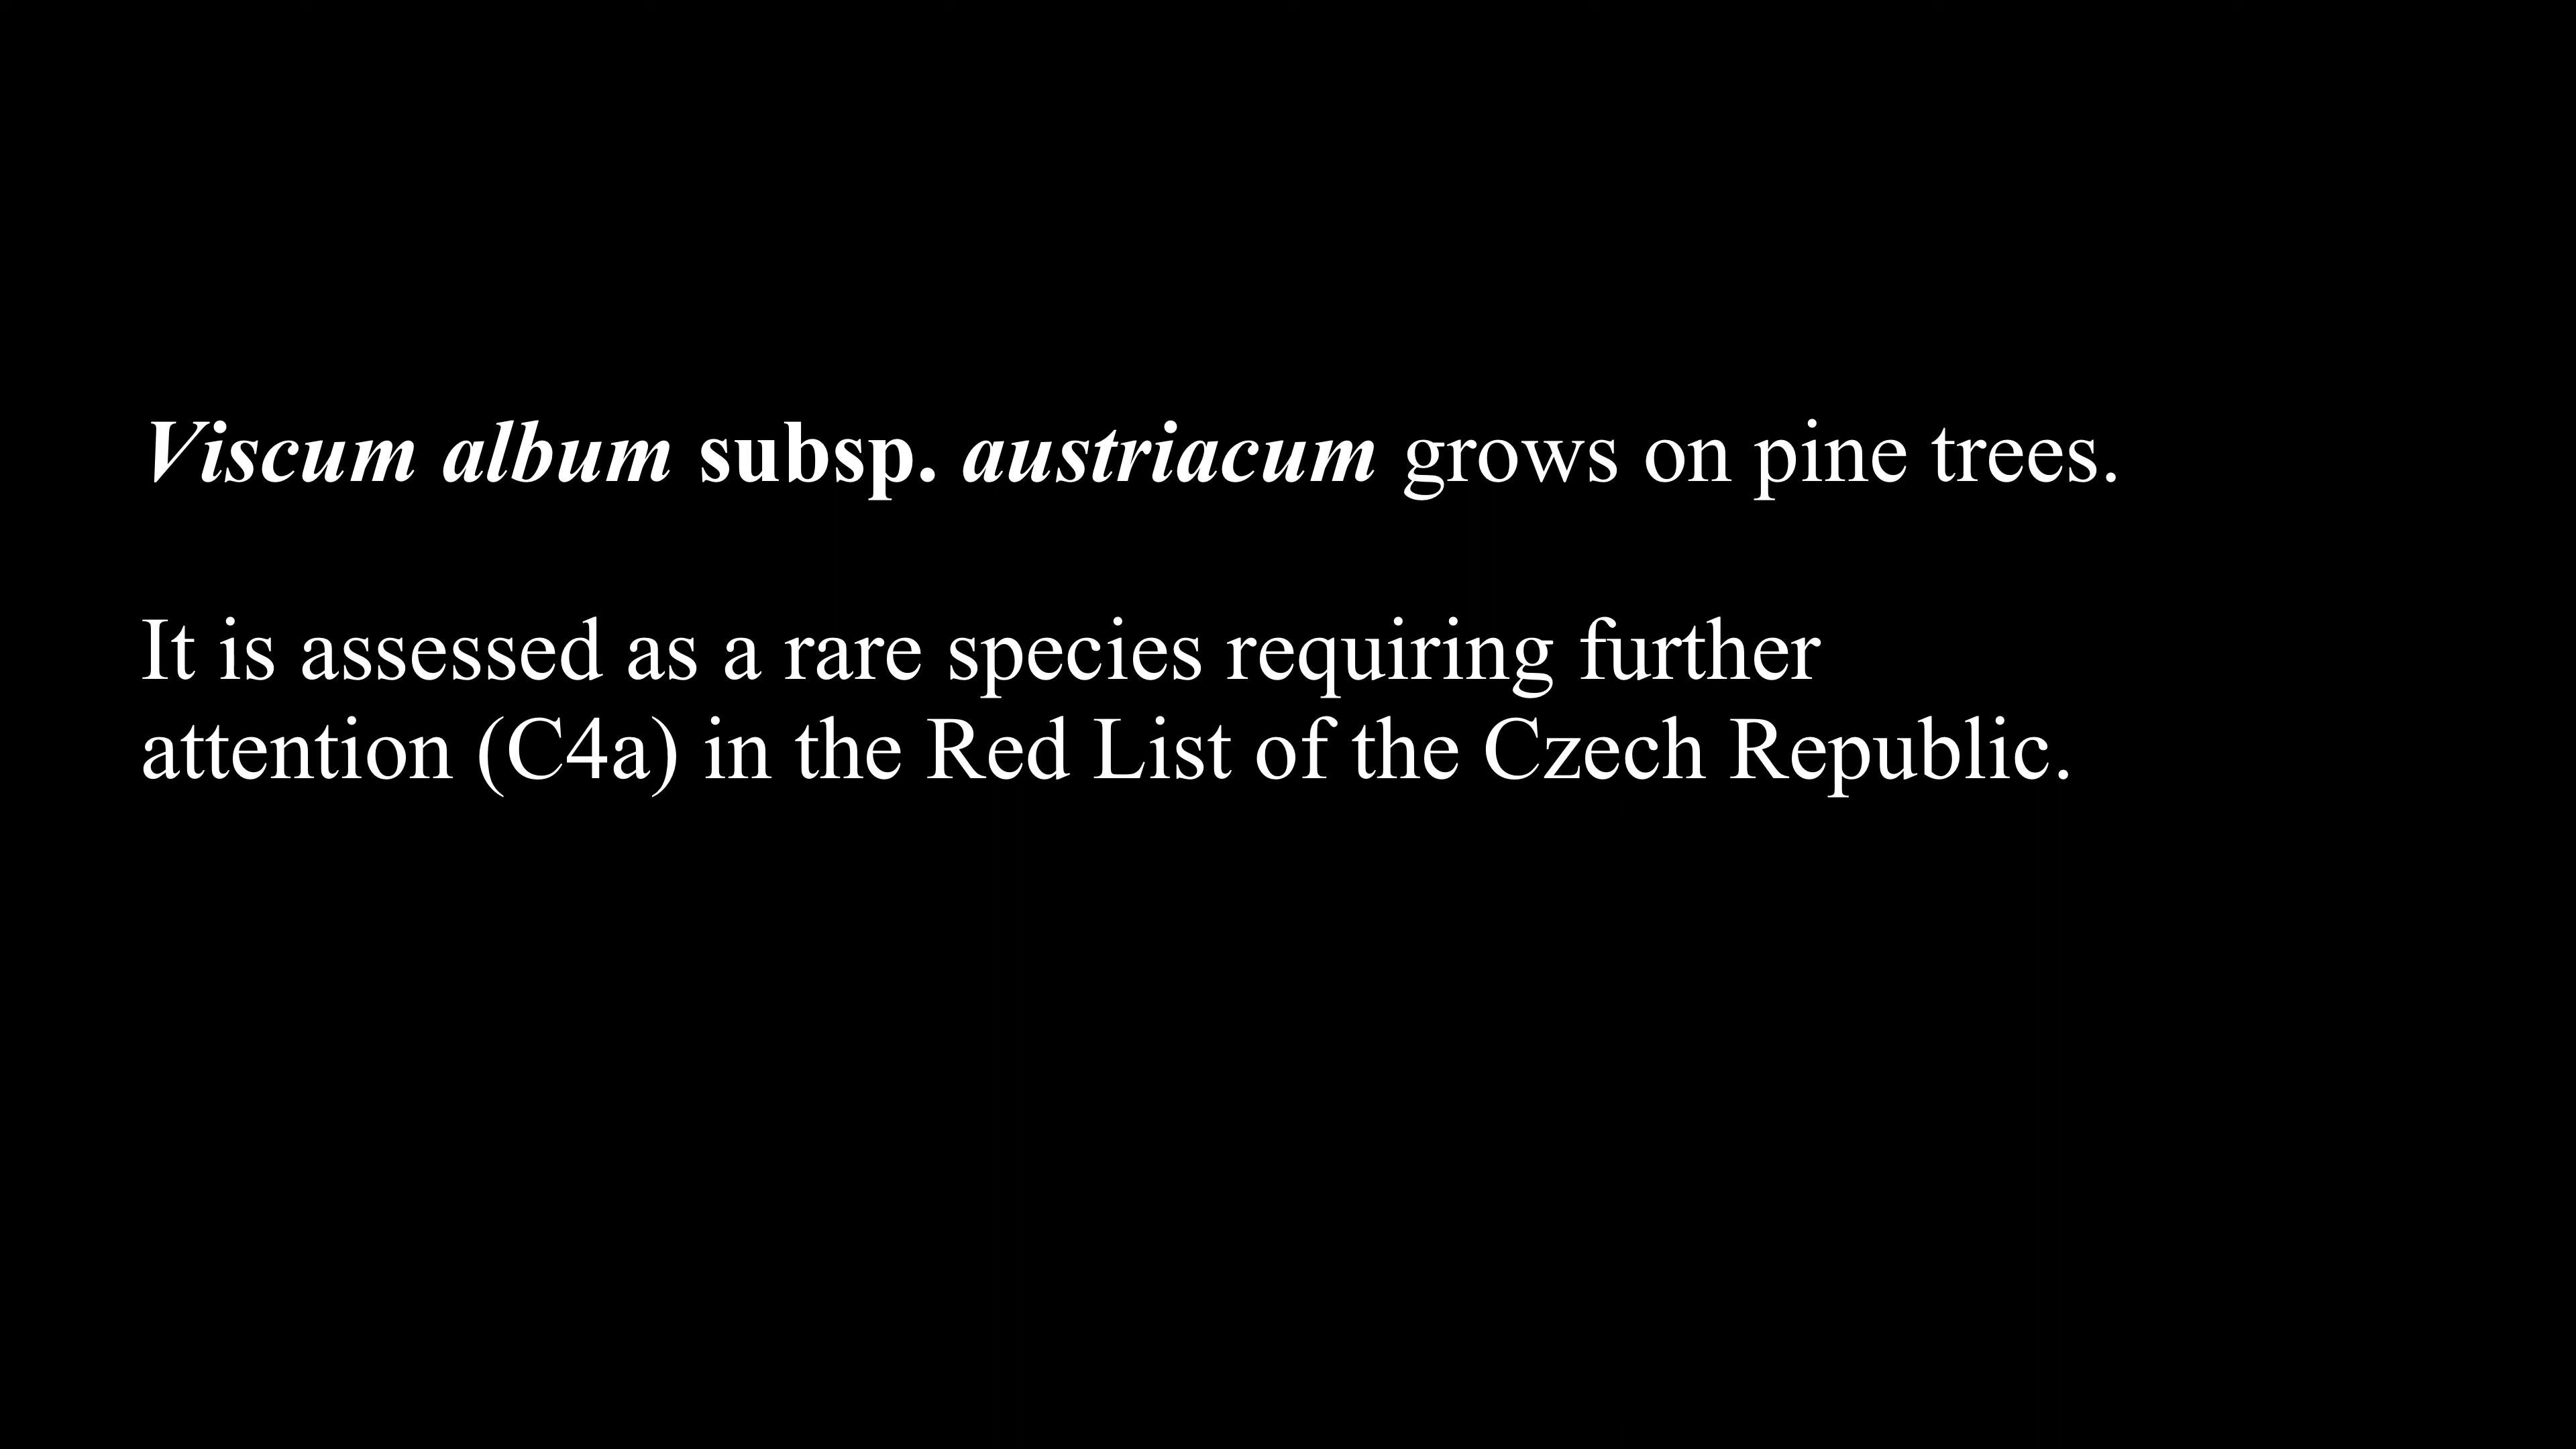 Viscum album subsp. austriacum grows on pine trees.
It is assessed as a rare species requiring further
attention (C4a) in the Red List of the Czech Republic.